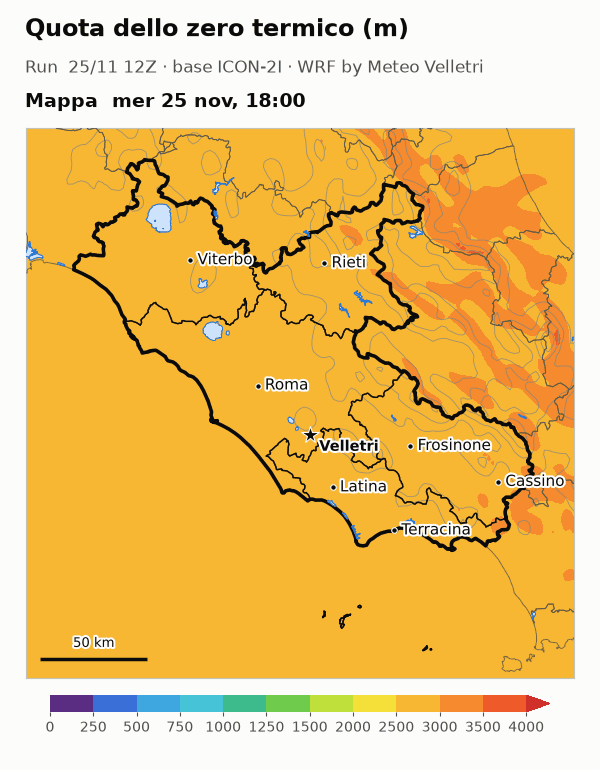 Quota dello zero termico (m)
Run  25/11 12Z · base ICON-2I · WRF by Meteo Velletri
Mappa  mer 25 nov, 18:00
Viterbo
Rieti
Roma
Velletri
Frosinone
Latina
Cassino
Terracina
50 km
0 250 500 750 1000 1250 1500 2000 2500 3000 3500 4000